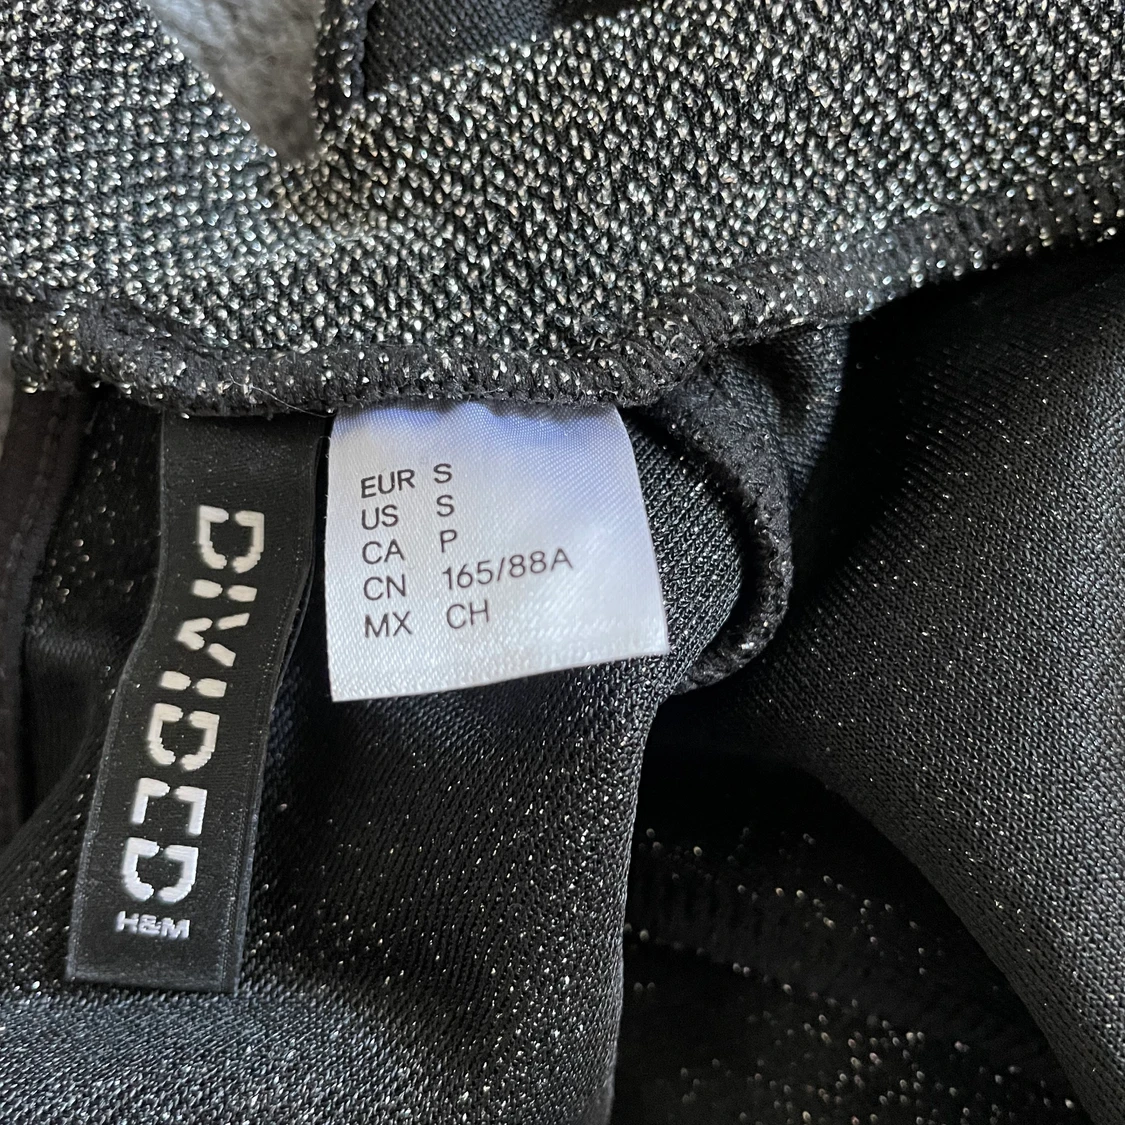 DIVIDED
H&M
EUR S
US S
CA P
CN 165/88A
MX CH